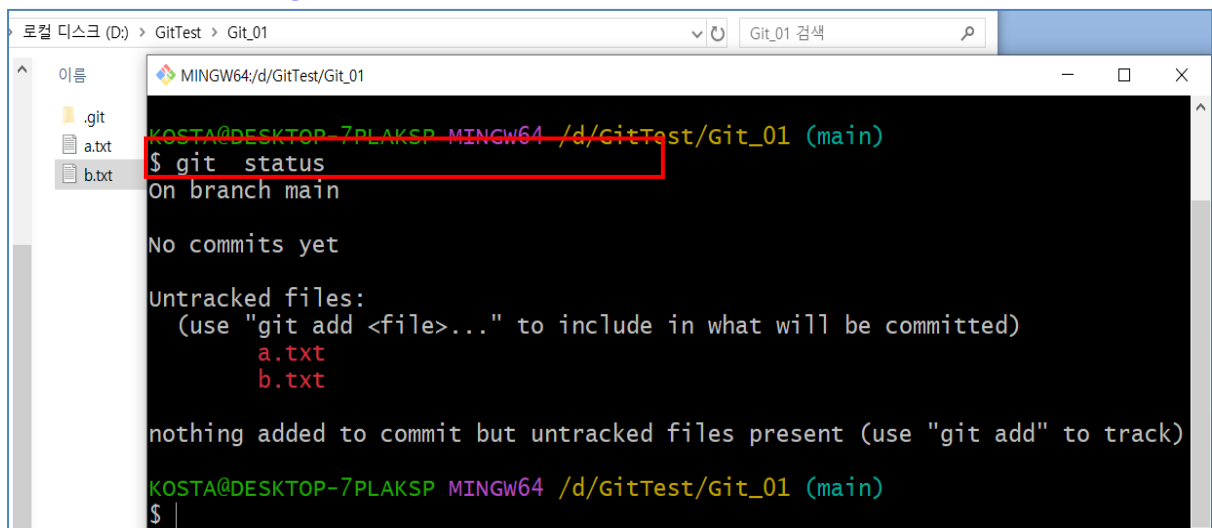 로컬 디스크 (D:) > GitTest > Git_01
Git_01 검색
이름
.git
a.txt
b.txt
MINGW64:/d/GitTest/Git_01
KOSTA@DESKTOP-7PLAKSP MINGW64 /d/GitTest/Git_01 (main)
$ git  status
On branch main
No commits yet
Untracked files:
(use "git add <file>..." to include in what will be committed)
a.txt
b.txt
nothing added to commit but untracked files present (use "git add" to track)
KOSTA@DESKTOP-7PLAKSP MINGW64 /d/GitTest/Git_01 (main)
$